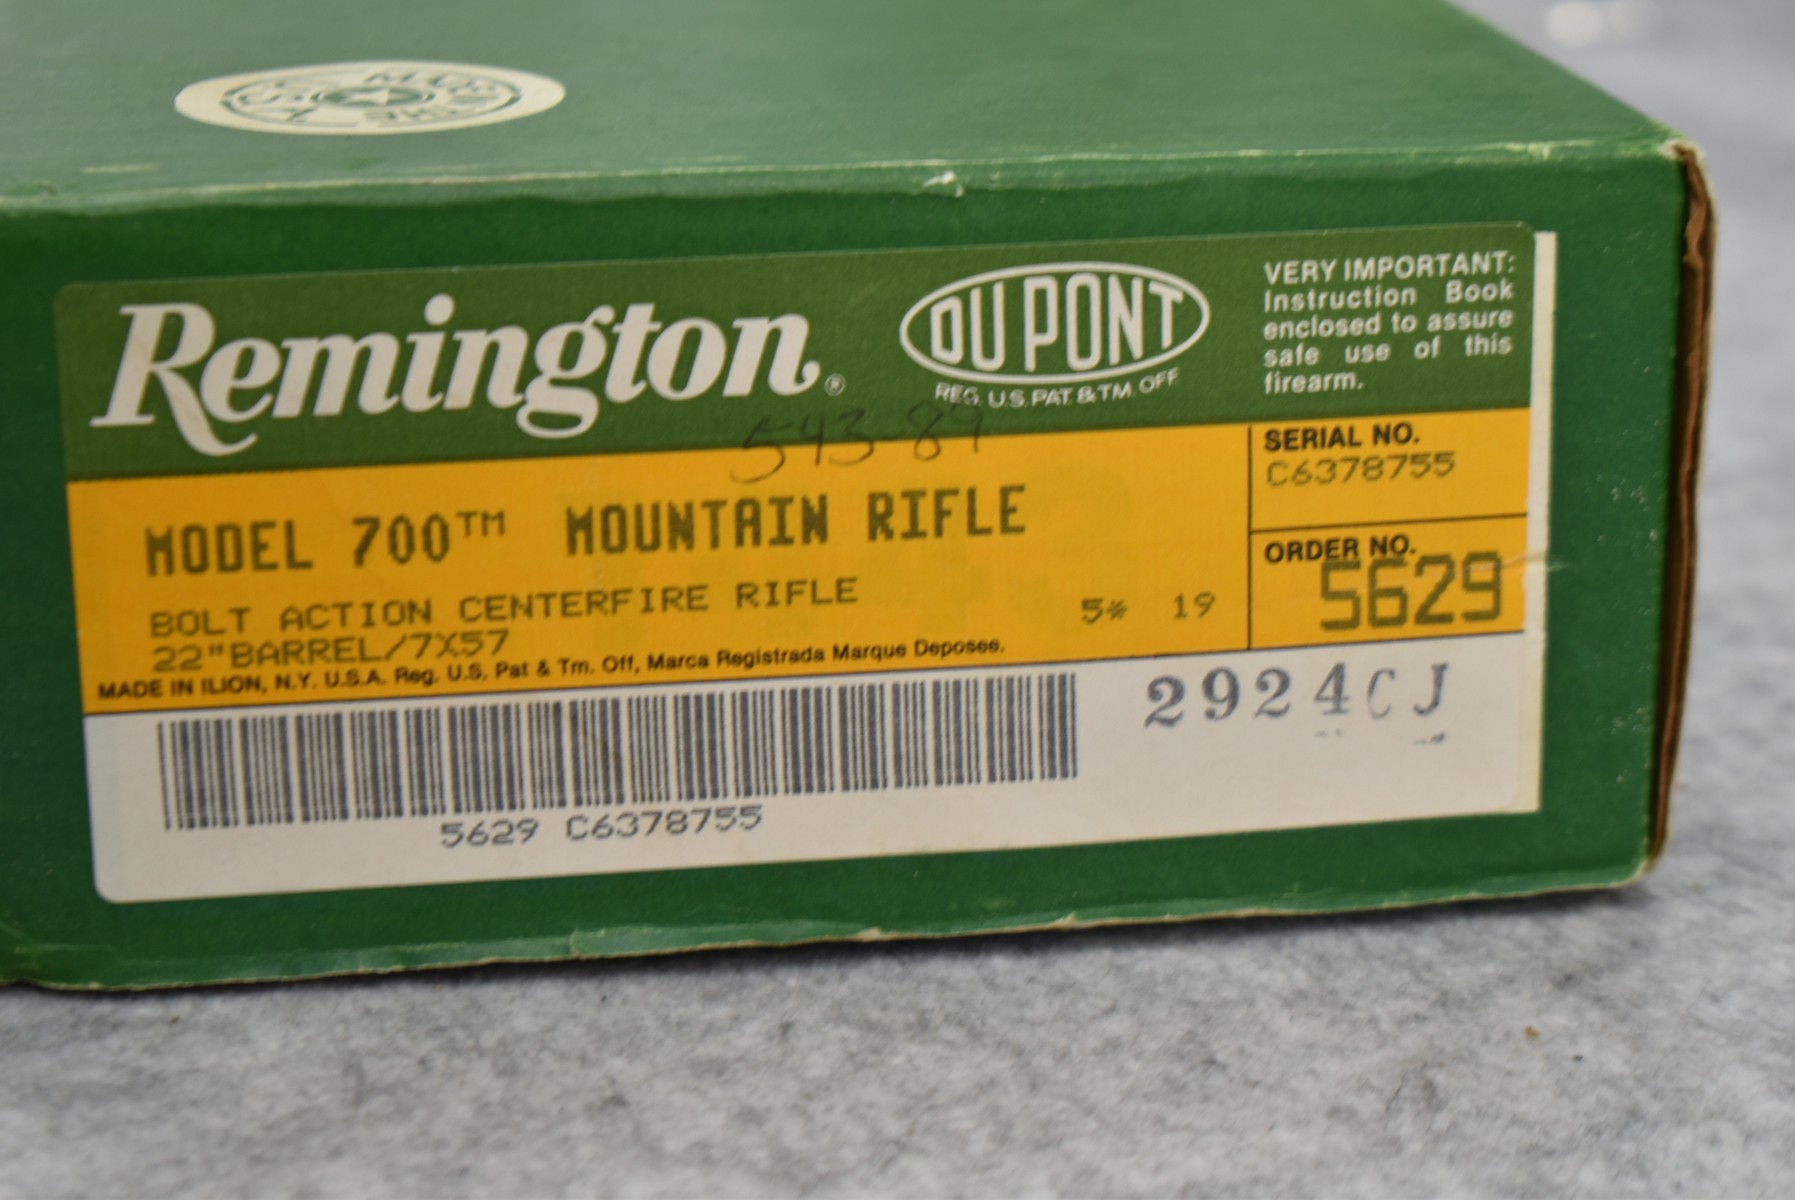 Remington®
DU PONT
REG. U.S. PAT. & TM. OFF.
VERY IMPORTANT:
Instruction Book
enclosed to assure
safe use of this
firearm.
543-89
SERIAL NO.
C6378755
MODEL 700™ MOUNTAIN RIFLE
ORDER NO.
5629
BOLT ACTION CENTERFIRE RIFLE
5% 19
22"BARREL/7X57
MADE IN ILION, N.Y. U.S.A. Reg. U.S. Pat & Tm. Off, Marca Registrada Marque Deposee.
2924CJ
5629 C6378755